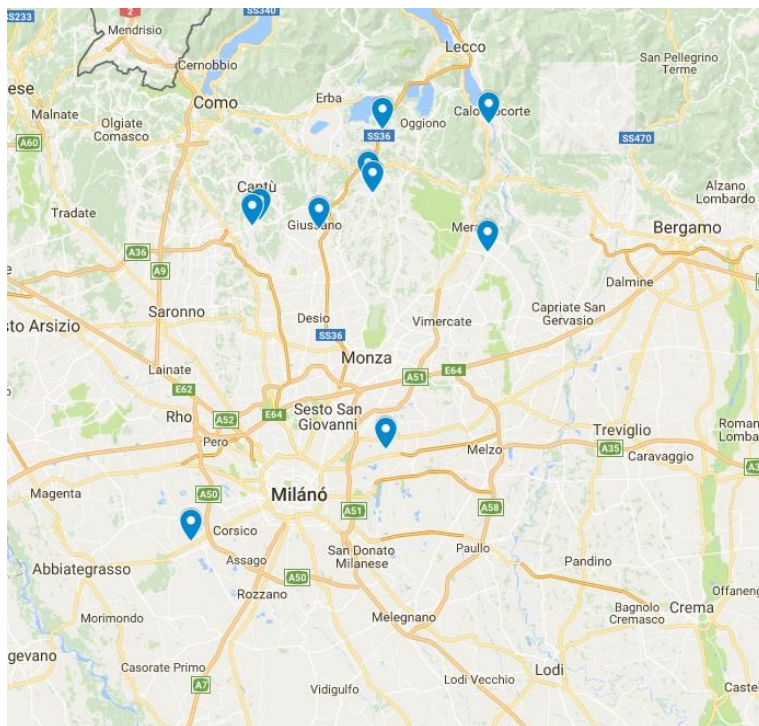 SS233
2
SS340
Mendrisio
Lecco
Cernobbio
San Pellegrino
Terme
ese
Malnate
Como
Erba
Olgiate
Comasco
Oggiono
SS36
SS470
A60
Cantù
Alzano
Lombardo
Tradate
Giussano
Bergamo
A36
A9
Dalmine
Saronno
Capriate San
Gervasio
sto Arsizio
Desio
Vimercate
SS36
Monza
Lainate
A51
E64
E62
Sesto San
Giovanni
Rho
A52
E64
Pero
Treviglio
Melzo
A35
Caravaggio
Magenta
A50
Milánó
A51
A58
Corsico
San Donato
Milanese
Paullo
Assago
Pandino
Abbiategrasso
A50
Rozzano
Offaneng
Bagnolo
Cremasco
Crema
Morimondo
Melegnano
gevano
Casorate Primo
Lodi
A7
Vidigulfo
Lodi Vecchio
Castel